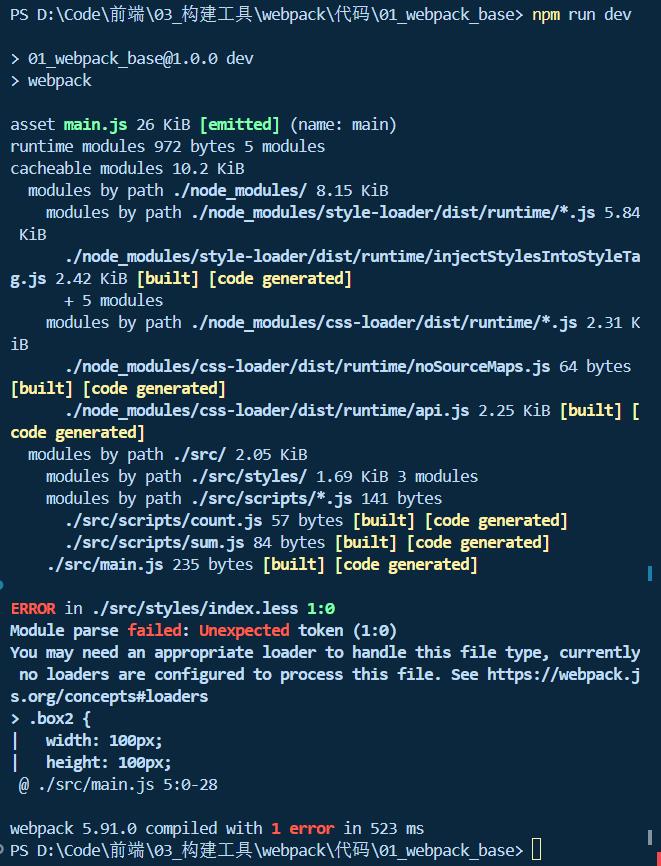 PS D:\Code\前端\03_构建工具\webpack\代码\01_webpack_base> npm run dev
> 01_webpack_base@1.0.0 dev
> webpack
asset main.js 26 KiB [emitted] (name: main)
runtime modules 972 bytes 5 modules
cacheable modules 10.2 KiB
  modules by path ./node_modules/ 8.15 KiB
    modules by path ./node_modules/style-loader/dist/runtime/*.js 5.84
 KiB
      ./node_modules/style-loader/dist/runtime/injectStylesIntoStyleTa
g.js 2.42 KiB [built] [code generated]
      + 5 modules
    modules by path ./node_modules/css-loader/dist/runtime/*.js 2.31 K
iB
      ./node_modules/css-loader/dist/runtime/noSourceMaps.js 64 bytes
[built] [code generated]
      ./node_modules/css-loader/dist/runtime/api.js 2.25 KiB [built] [
code generated]
  modules by path ./src/ 2.05 KiB
    modules by path ./src/styles/ 1.69 KiB 3 modules
    modules by path ./src/scripts/*.js 141 bytes
      ./src/scripts/count.js 57 bytes [built] [code generated]
      ./src/scripts/sum.js 84 bytes [built] [code generated]
    ./src/main.js 235 bytes [built] [code generated]
ERROR in ./src/styles/index.less 1:0
Module parse failed: Unexpected token (1:0)
You may need an appropriate loader to handle this file type, currently
 no loaders are configured to process this file. See https://webpack.j
s.org/concepts#loaders
> .box2 {
|   width: 100px;
|   height: 100px;
 @ ./src/main.js 5:0-28
webpack 5.91.0 compiled with 1 error in 523 ms
PS D:\Code\前端\03_构建工具\webpack\代码\01_webpack_base>